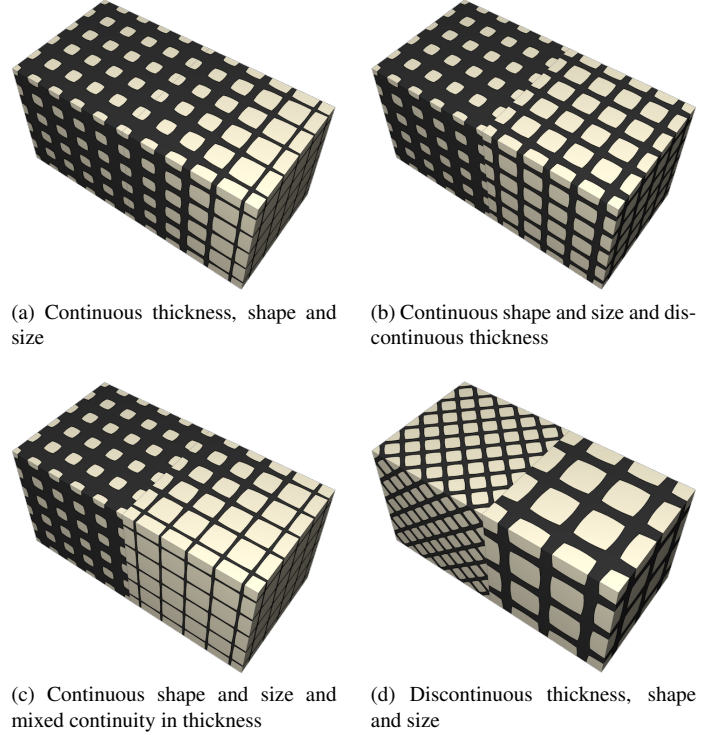 (a) Continuous thickness, shape and
size
(b) Continuous shape and size and dis-
continuous thickness
(c) Continuous shape and size and
mixed continuity in thickness
(d) Discontinuous thickness, shape
and size